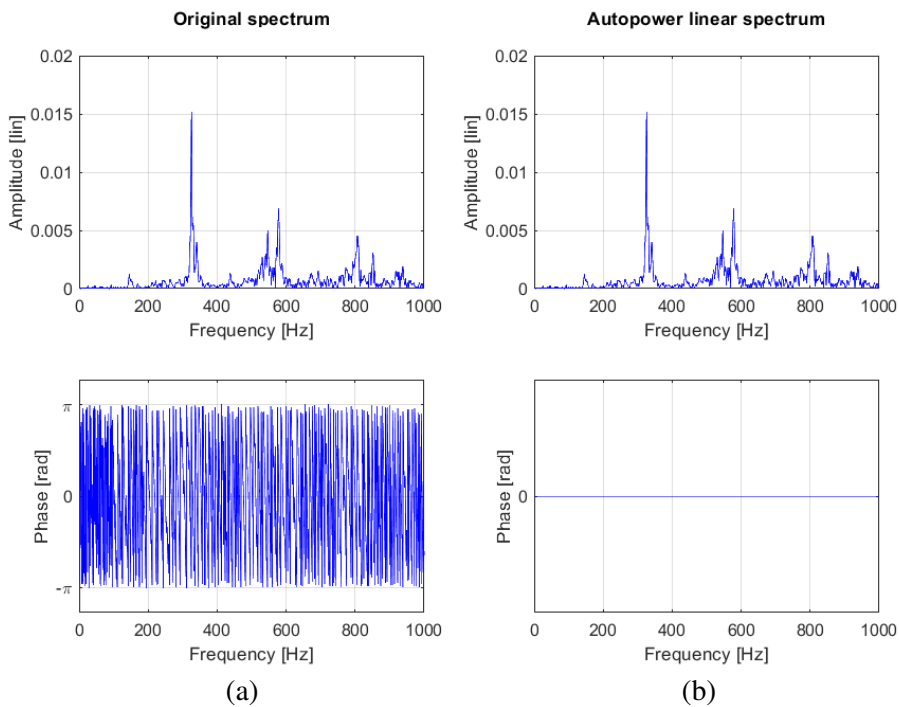 Original spectrum
Autopower linear spectrum
0.02
0.015
0.01
0.005
0
Amplitude [lin]
0 200 400 600 800 1000
Frequency [Hz]
0.02
0.015
0.01
0.005
0
Amplitude [lin]
0 200 400 600 800 1000
Frequency [Hz]
π
0
-π
Phase [rad]
0 200 400 600 800 1000
Frequency [Hz]
0
Phase [rad]
0 200 400 600 800 1000
Frequency [Hz]
(a)
(b)